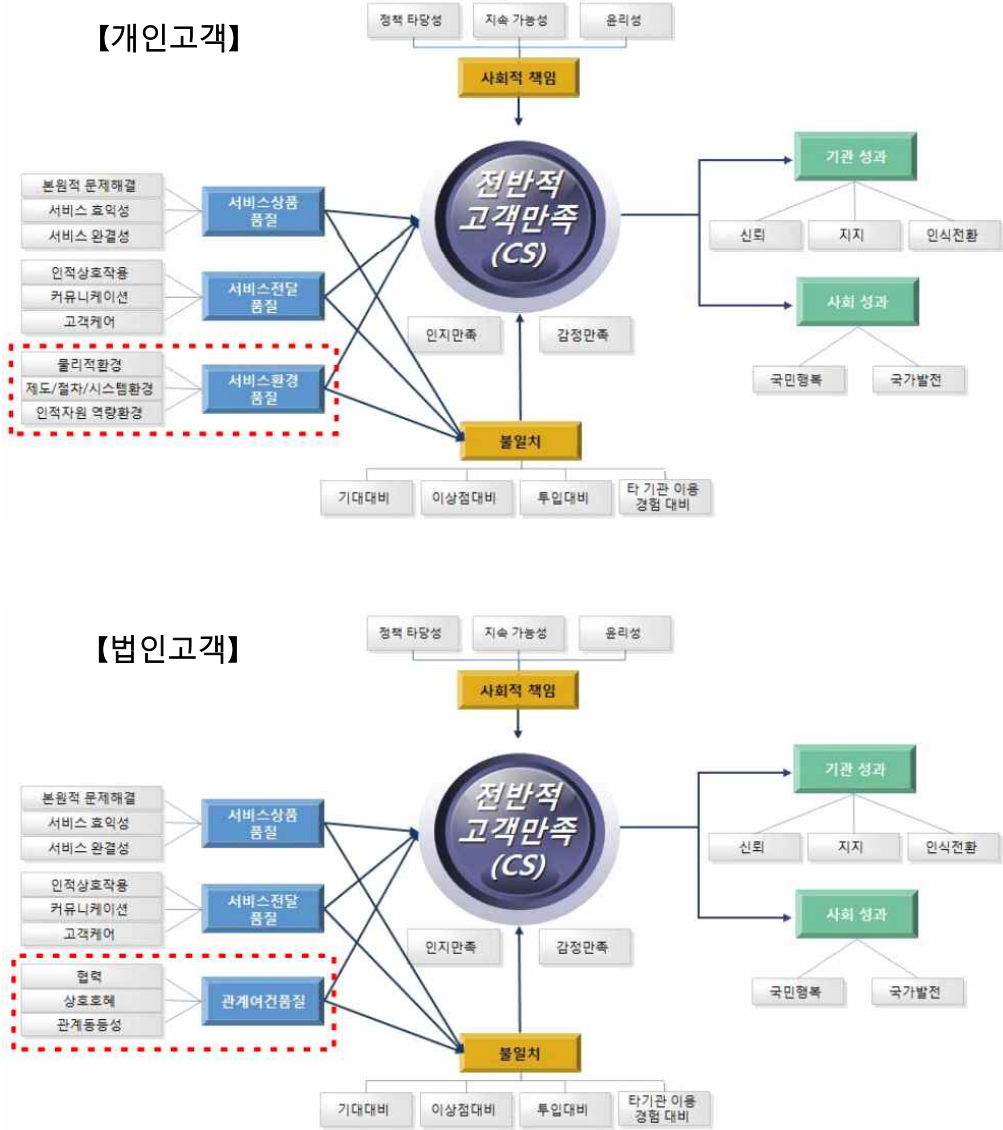 【개인고객】
정책 타당성
지속 가능성
윤리성
사회적 책임
전반적
고객만족
(CS)
본원적 문제해결
서비스 효익성
서비스 완결성
서비스상품
품질
인적상호작용
커뮤니케이션
고객케어
서비스전달
품질
물리적환경
제도/절차/시스템환경
인적자원 역량환경
서비스환경
품질
인지만족
감정만족
불일치
기대대비
이상점대비
투입대비
타 기관 이용
경험 대비
기관 성과
신뢰
지지
인식전환
사회 성과
국민행복
국가발전
【법인고객】
정책 타당성
지속 가능성
윤리성
사회적 책임
전반적
고객만족
(CS)
본원적 문제해결
서비스 효익성
서비스 완결성
서비스상품
품질
인적상호작용
커뮤니케이션
고객케어
서비스전달
품질
협력
상호호혜
관계동등성
관계여건품질
인지만족
감정만족
불일치
기대대비
이상점대비
투입대비
타기관 이용
경험 대비
기관 성과
신뢰
지지
인식전환
사회 성과
국민행복
국가발전